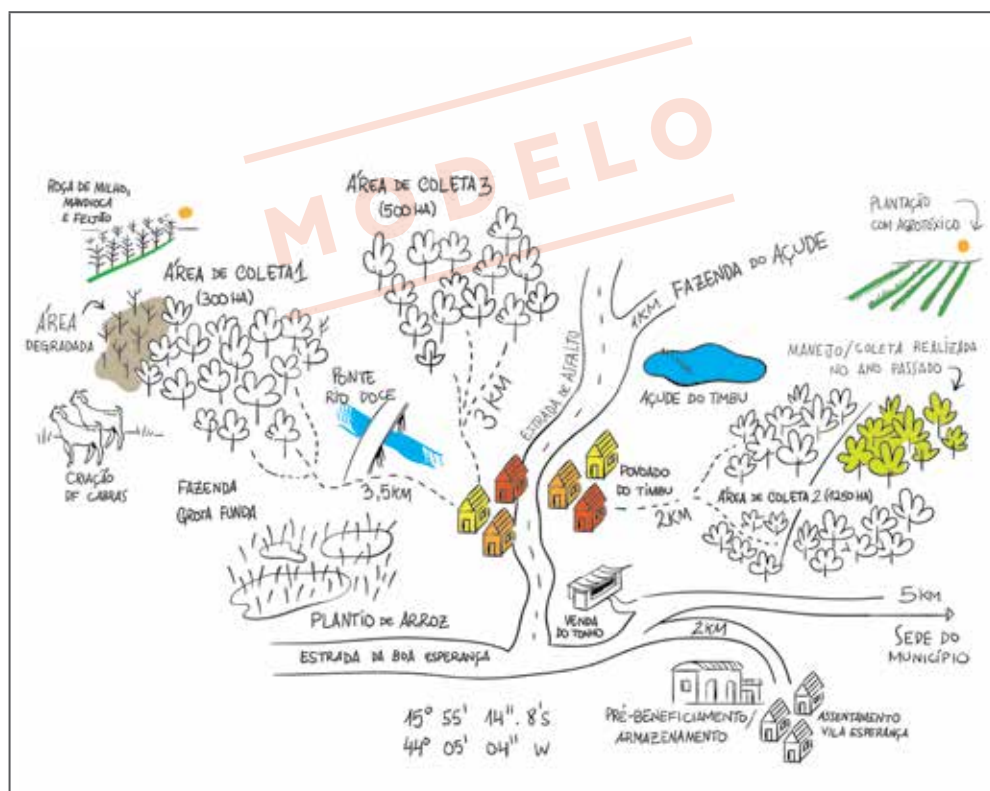 MODELO
ROÇA DE MILHO,
MANDIOCA
E FEIJÃO
ÁREA DE COLETA 1
(300 HA)
ÁREA DE COLETA 3
(500 HA)
PLANTAÇÃO
COM AGROTÓXICO
ÁREA
DEGRADADA
1KM FAZENDA DO AÇUDE
ESTRADA DE ASFALTO
MANEJO/COLETA REALIZADA
NO ANO PASSADO
AÇUDE DO TIMBU
PONTE
RIO DOCE
3 KM
CRIAÇÃO
DE CABRAS
FAZENDA
GROTA FUNDA
3,5KM
POVOADO
DO TIMBU
2KM
ÁREA DE COLETA 2 (1250 HA)
PLANTIO DE ARROZ
VENDA
DO TONHO
5KM
SEDE DO
MUNICÍPIO
2KM
ESTRADA DA BOA ESPERANÇA
15° 55' 14". 8'S
44° 05' 04" W
PRÉ-BENEFICIAMENTO/
ARMAZENAMENTO
ASSENTAMENTO
VILA ESPERANÇA